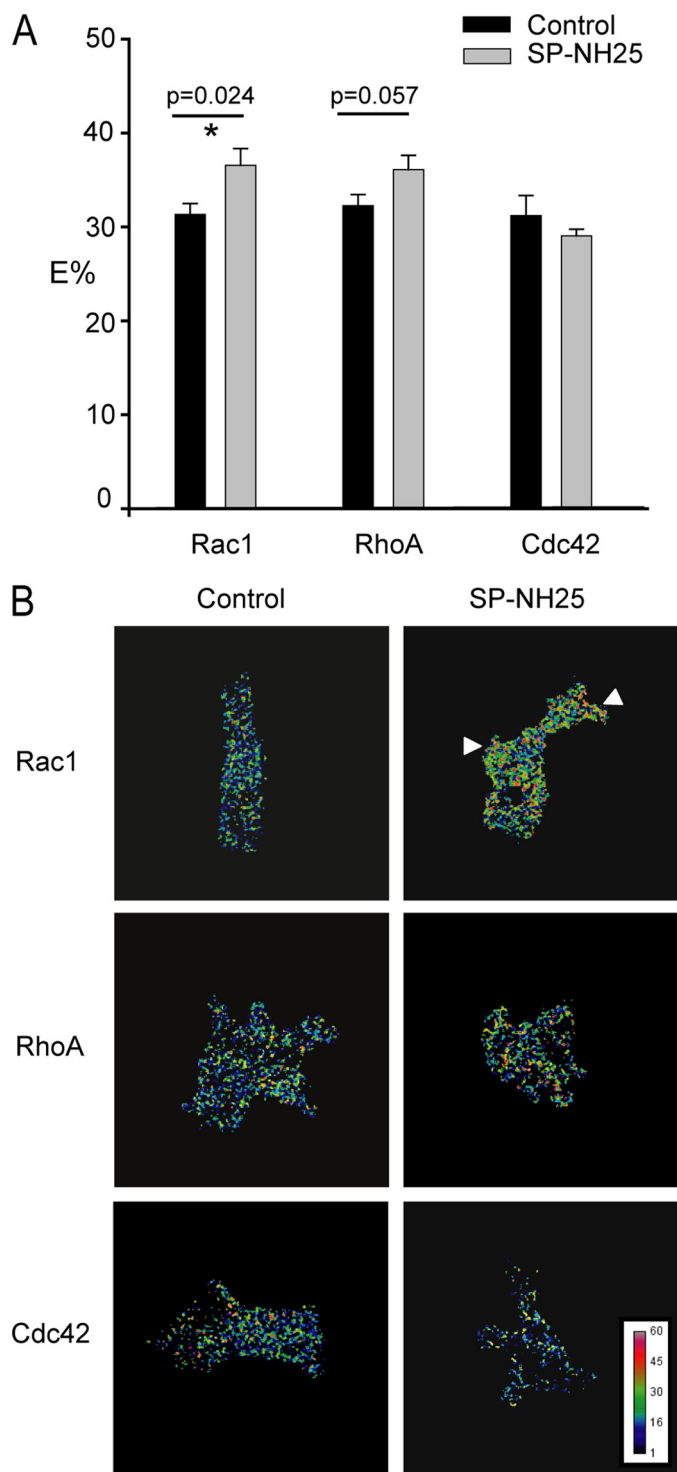 A
50
Control
SP-NH25
p=0.024
p=0.057
*
40
30
E%
20
10
0
Rac1 RhoA Cdc42
B
Control SP-NH25
Rac1
RhoA
Cdc42
60
45
30
16
1